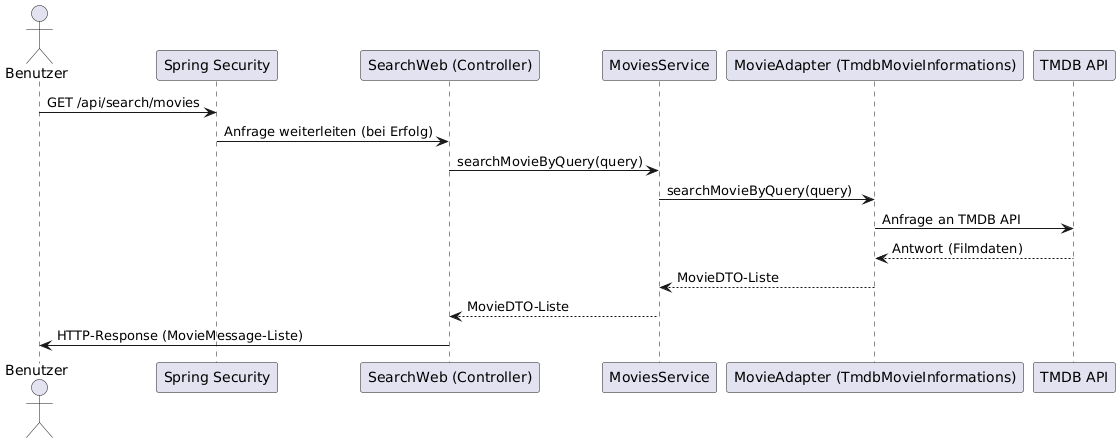 Benutzer
Spring Security
SearchWeb (Controller)
MoviesService
MovieAdapter (TmdbMovieInformations)
TMDB API
GET /api/search/movies
Anfrage weiterleiten (bei Erfolg)
searchMovieByQuery(query)
searchMovieByQuery(query)
Anfrage an TMDB API
Antwort (Filmdaten)
MovieDTO-Liste
MovieDTO-Liste
HTTP-Response (MovieMessage-Liste)
Benutzer
Spring Security
SearchWeb (Controller)
MoviesService
MovieAdapter (TmdbMovieInformations)
TMDB API